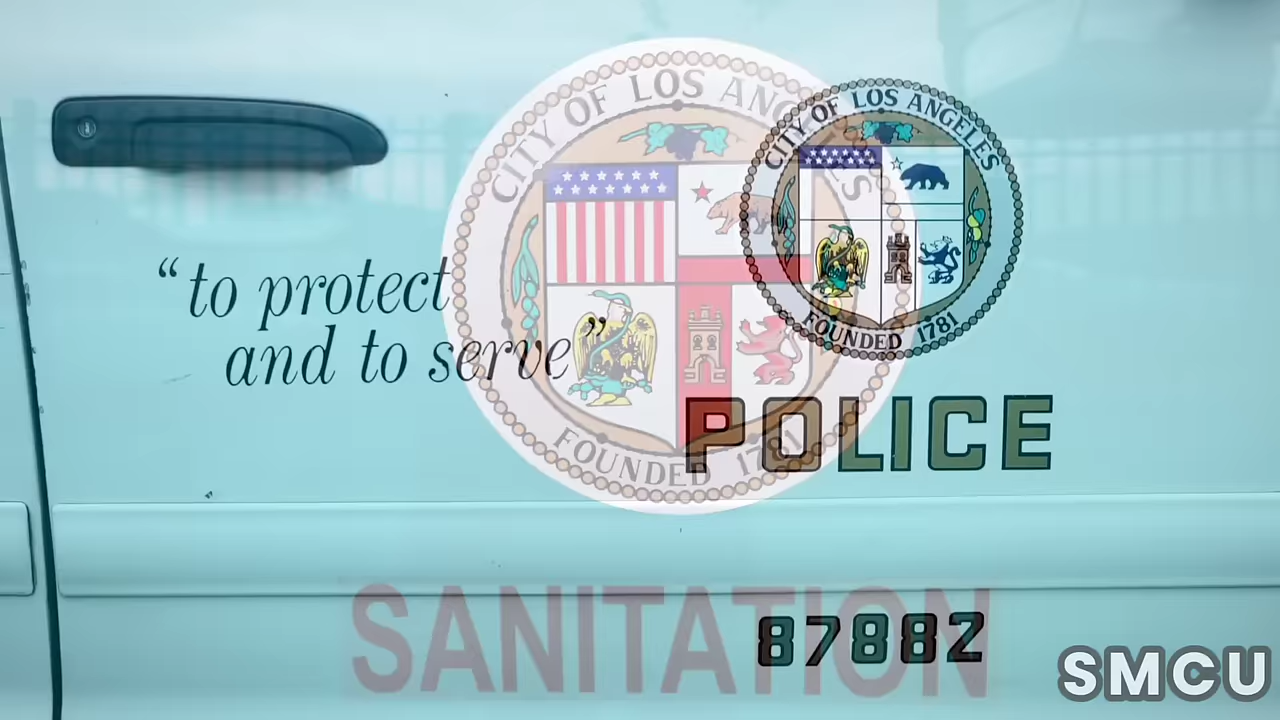 CITY OF LOS ANGELES
FOUNDED 1781
CITY OF LOS ANGELES
FOUNDED 1781
“to protect
and to serve”
POLICE
SANITATION
87882
SMCU